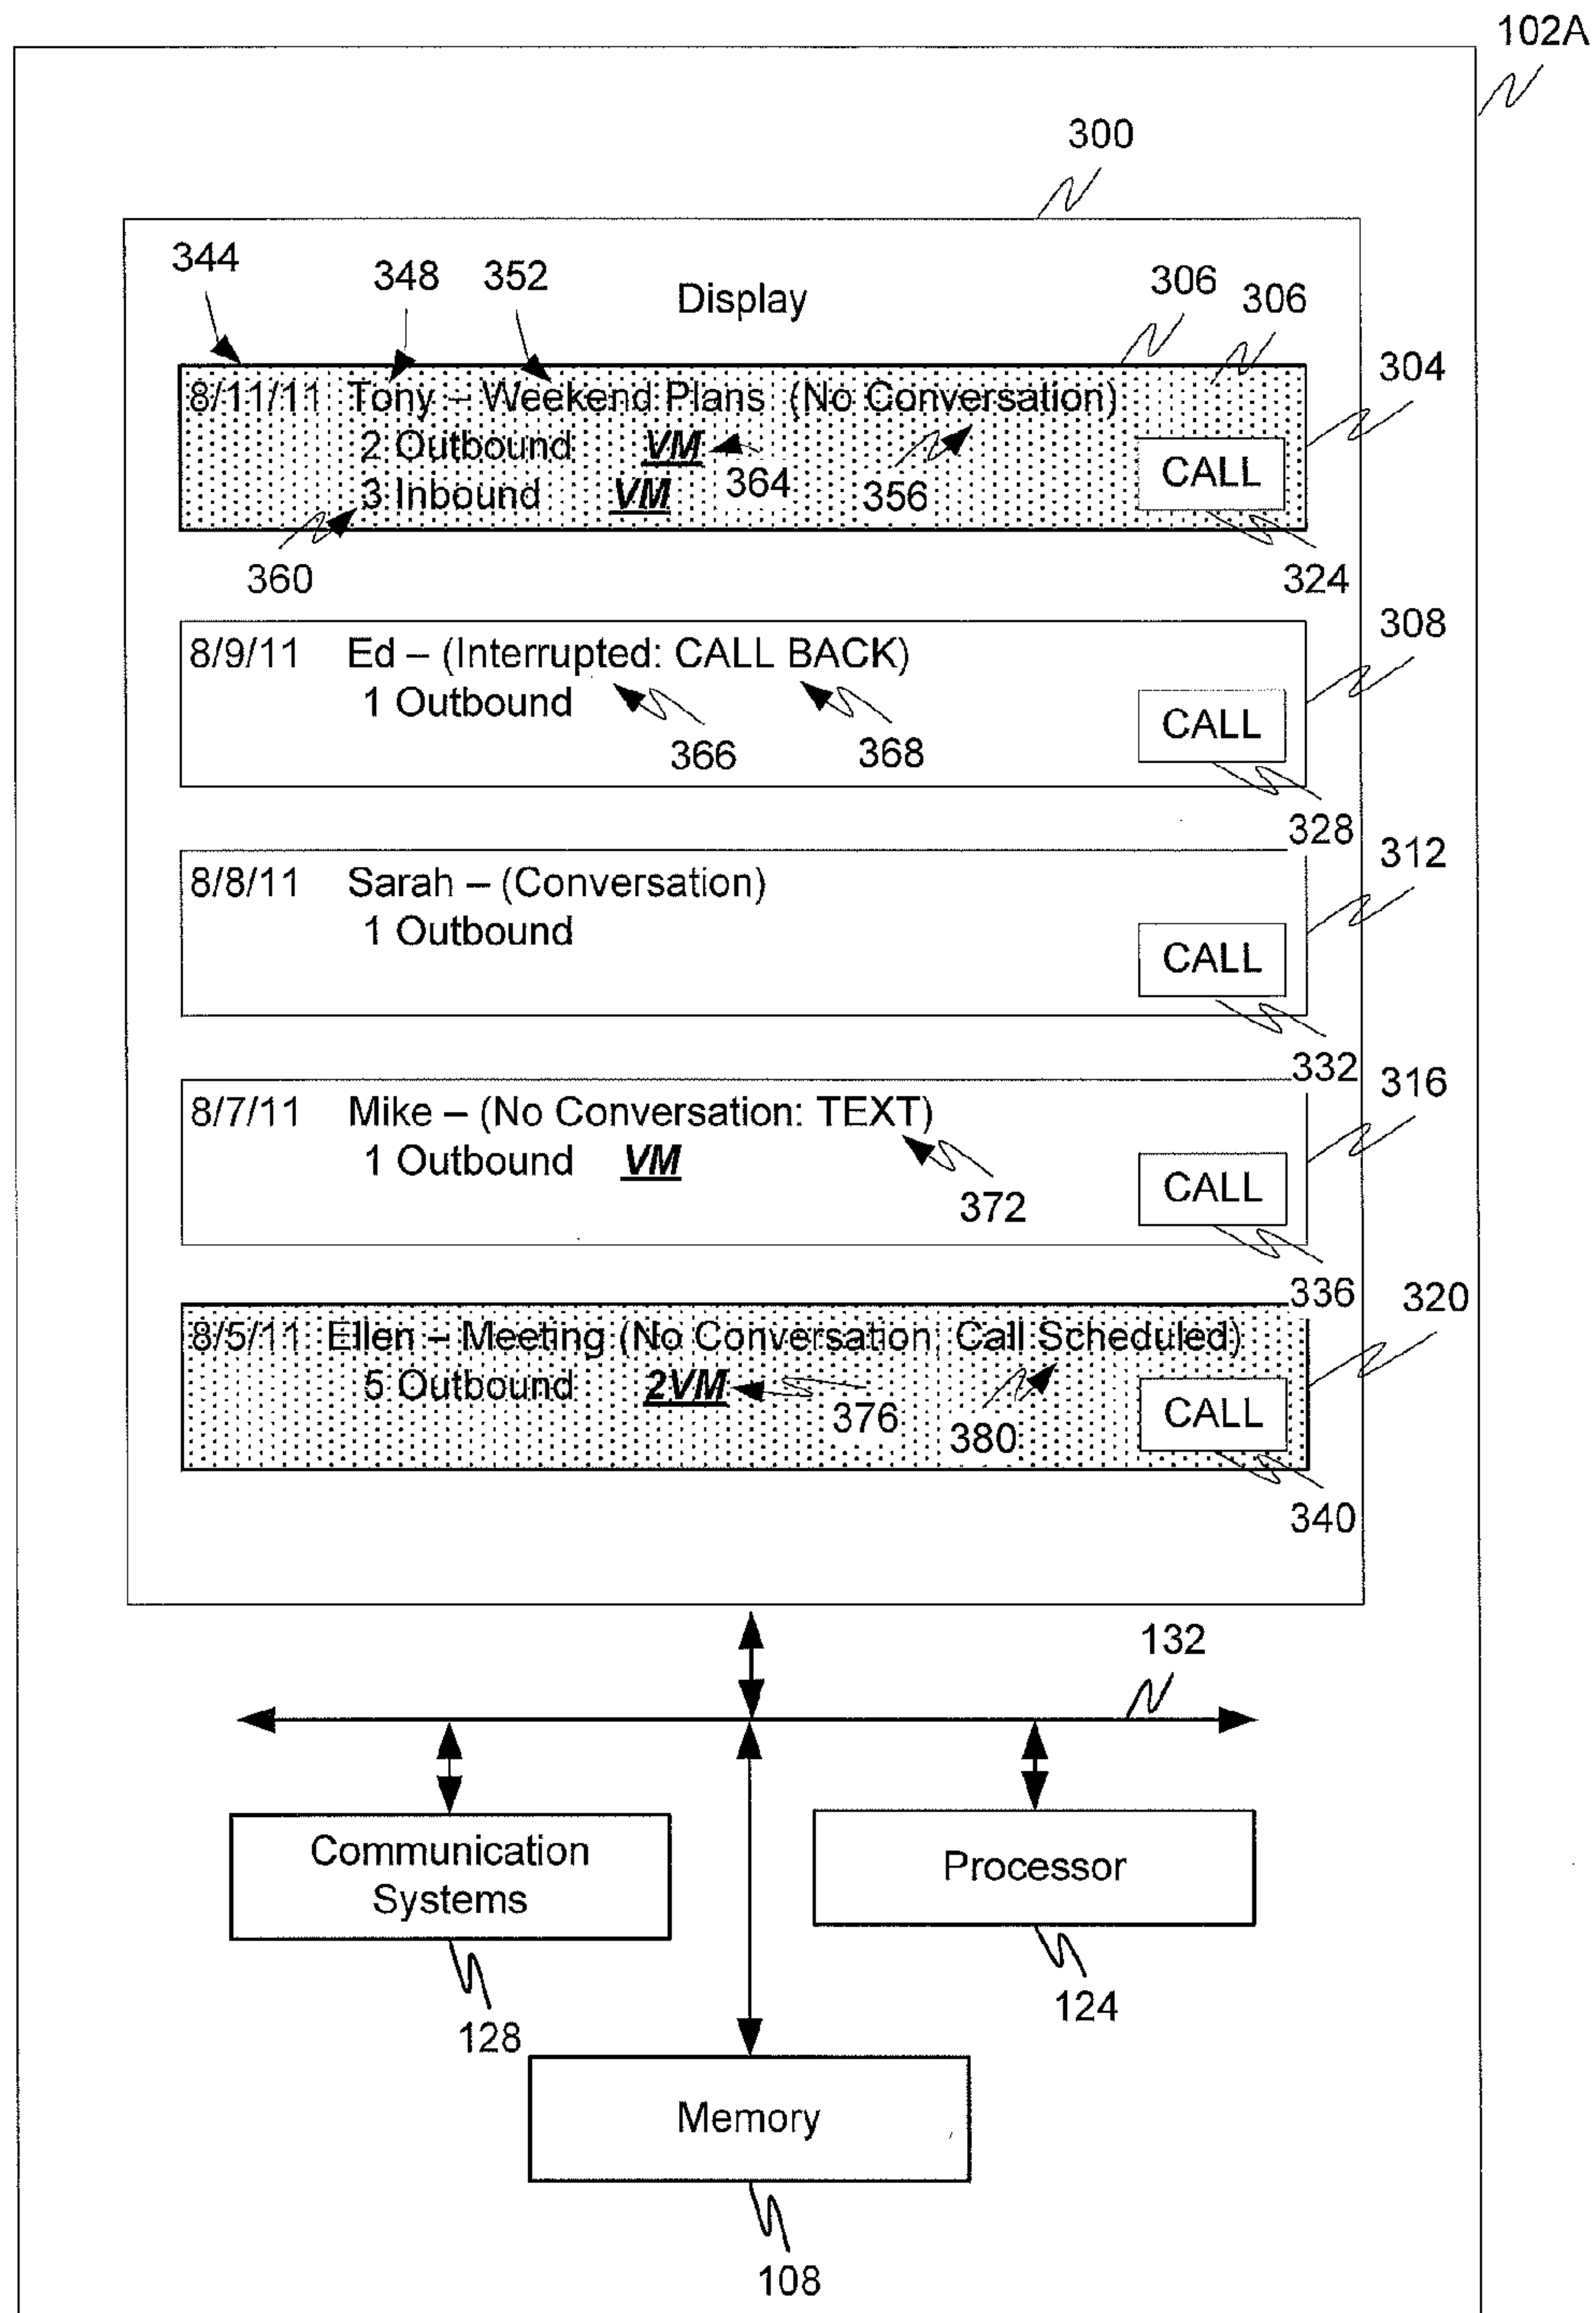 102A
300
344
348 352
Display
306 306
304
8/11/11 Tony – Weekend Plans (No Conversation)
2 Outbound VM
364
356
CALL
3 Inbound VM
360
324
308
8/9/11 Ed – (Interrupted: CALL BACK)
1 Outbound
366
368
CALL
328
312
8/8/11 Sarah – (Conversation)
1 Outbound
CALL
332
316
8/7/11 Mike – (No Conversation: TEXT)
1 Outbound VM
372
CALL
336
320
8/5/11 Ellen – Meeting (No Conversation, Call Scheduled)
5 Outbound 2VM
376
380
CALL
340
132
Communication
Systems
Processor
128
124
Memory
108